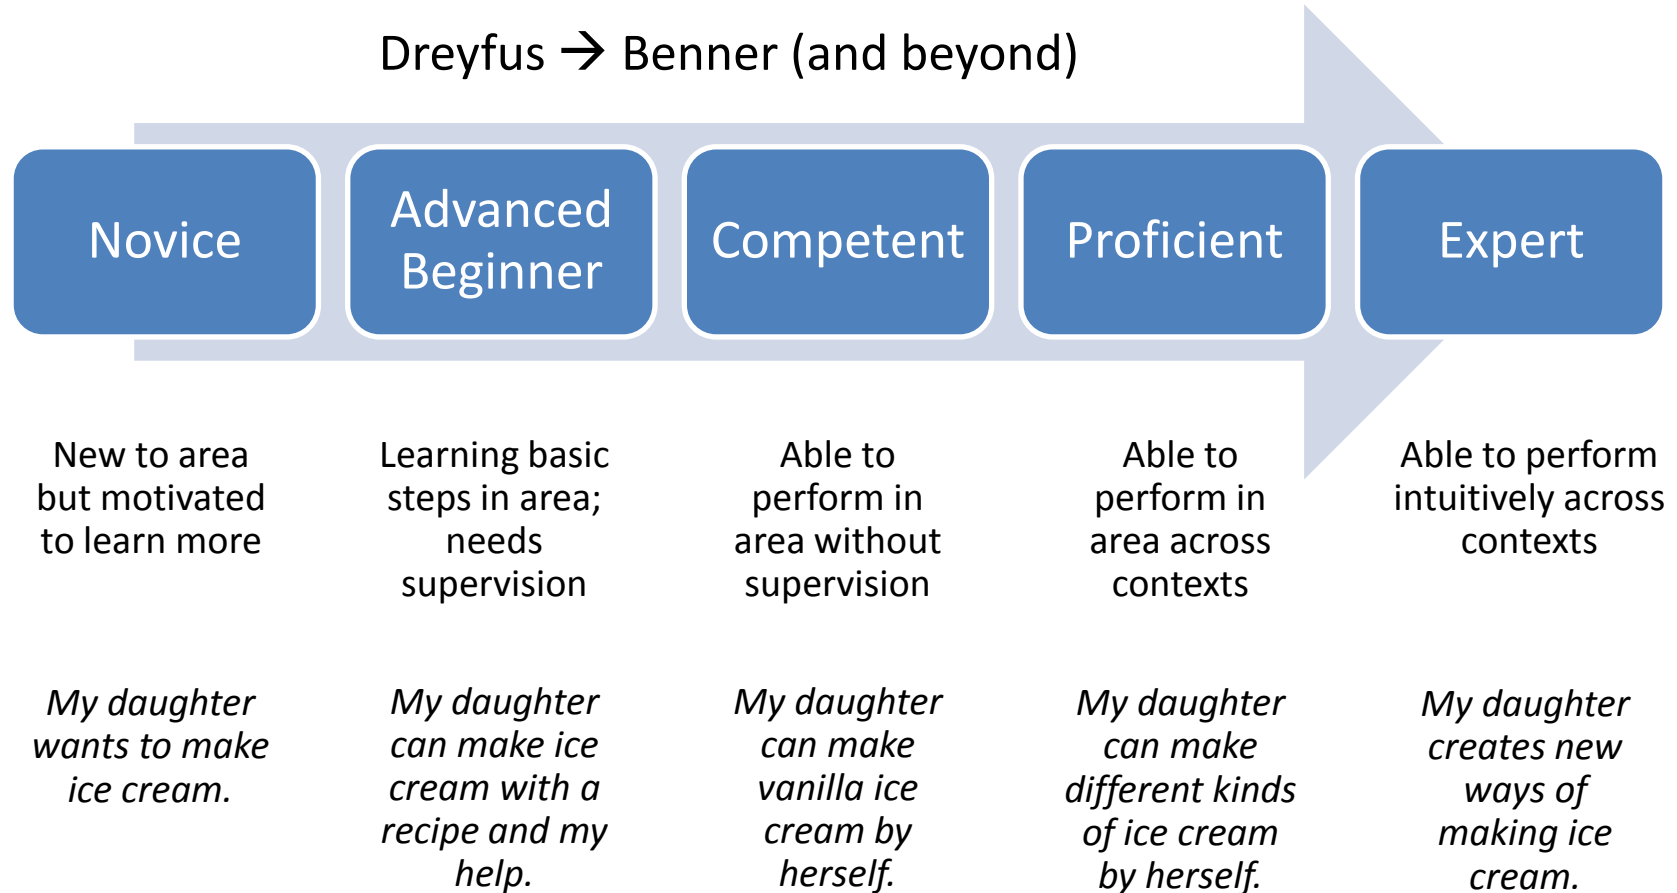 Dreyfus → Benner (and beyond)
Novice
Advanced
Beginner
Competent
Proficient
Expert
New to area
but motivated
to learn more
Learning basic
steps in area;
needs
supervision
Able to
perform in
area without
supervision
Able to
perform in
area across
contexts
Able to perform
intuitively across
contexts
My daughter
wants to make
ice cream.
My daughter
can make ice
cream with a
recipe and my
help.
My daughter
can make
vanilla ice
cream by
herself.
My daughter
can make
different kinds
of ice cream
by herself.
My daughter
creates new
ways of
making ice
cream.